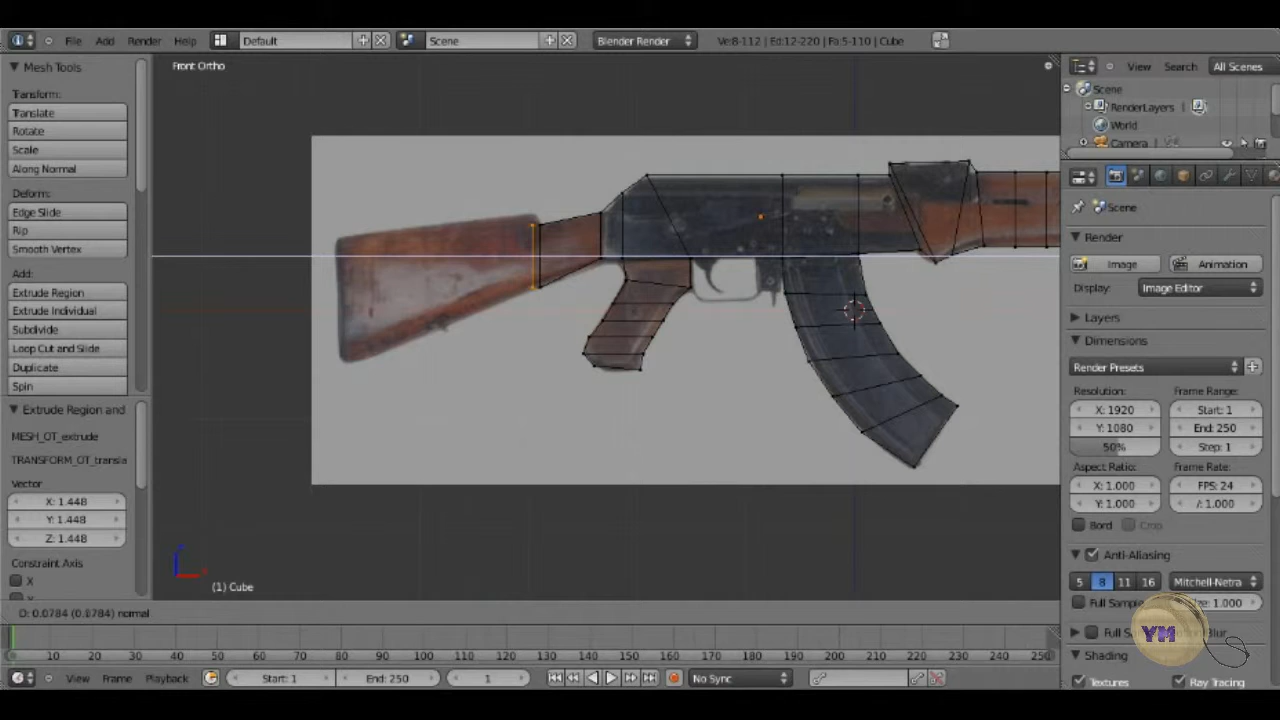 File Add Render Help Default Scene Blender Render Ve:8-112 | Ed:12-220 | Fa:5-110 | Cube
Mesh Tools
Transform:
Translate
Rotate
Scale
Along Normal
Deform:
Edge Slide
Rip
Smooth Vertex
Add:
Extrude Region
Extrude Individual
Subdivide
Loop Cut and Slide
Duplicate
Spin
Extrude Region and
MESH_OT_extrude
TRANSFORM_OT_transla
Vector
X: 1.448
Y: 1.448
Z: 1.448
Constraint Axis
X
Front Ortho
(1) Cube
D: 0.0784 (0.0784) normal
View Search All Scenes
Scene
RenderLayers
World
Camera
Scene
Render
Image Animation
Display: Image Editor
Layers
Dimensions
Render Presets
Resolution: Frame Range:
X: 1920 Start: 1
Y: 1080 End: 250
50% Step: 1
Aspect Ratio: Frame Rate:
X: 1.000 FPS: 24
Y: 1.000 /: 1.000
Bord Crop
Anti-Aliasing
5 8 11 16 Mitchell-Netra
Full Sample Size: 1.000
YM
Shading
Textures Ray Tracing
10 20 30 40 50 60 70 80 90 100 110 120 130 140 150 160 170 180 190 200 210 220 230 240 250
View Frame Playback Start: 1 End: 250 1 No Sync